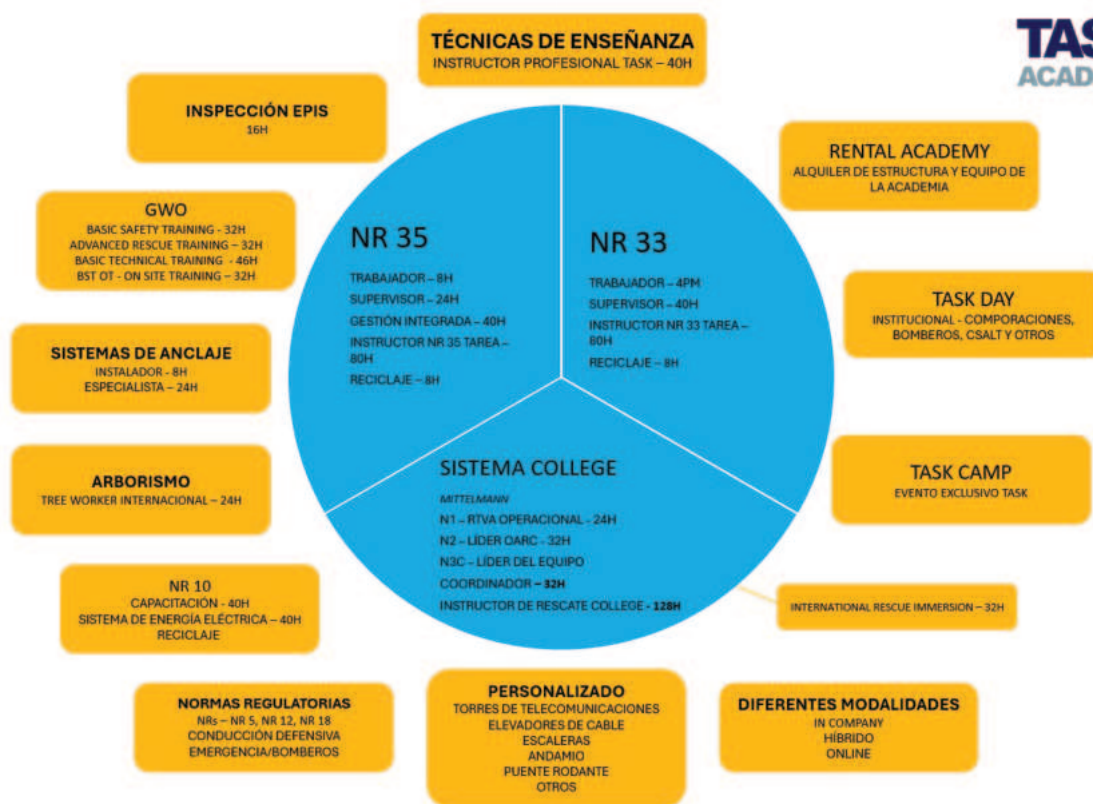 TÉCNICAS DE ENSEÑANZA
INSTRUCTOR PROFESIONAL TASK – 40H
INSPECCIÓN EPIS
16H
RENTAL ACADEMY
ALQUILER DE ESTRUCTURA Y EQUIPO DE
LA ACADEMIA
GWO
BASIC SAFETY TRAINING - 32H
ADVANCED RESCUE TRAINING – 32H
BASIC TECHNICAL TRAINING - 46H
BST OT - ON SITE TRAINING – 32H
NR 35
TRABAJADOR – 8H
SUPERVISOR – 24H
GESTIÓN INTEGRADA – 40H
INSTRUCTOR NR 35 TAREA –
80H
RECICLAJE – 8H
NR 33
TRABAJADOR – 4PM
SUPERVISOR – 40H
INSTRUCTOR NR 33 TAREA –
80H
RECICLAJE – 8H
TASK DAY
INSTITUCIONAL - COMPORACIONES,
BOMBEROS, CSALT Y OTROS
SISTEMAS DE ANCLAJE
INSTALADOR - 8H
ESPECIALISTA – 24H
ARBORISMO
TREE WORKER INTERNACIONAL – 24H
SISTEMA COLLEGE
MITTELMANN
N1 – RTVA OPERACIONAL - 24H
N2 – LÍDER OARC - 32H
N3C – LÍDER DEL EQUIPO
COORDINADOR – 32H
INSTRUCTOR DE RESCATE COLLEGE - 128H
TASK CAMP
EVENTO EXCLUSIVO TASK
NR 10
CAPACITACIÓN - 40H
SISTEMA DE ENERGÍA ELÉCTRICA – 40H
RECICLAJE
INTERNATIONAL RESCUE IMMERSION – 32H
NORMAS REGULATORIAS
NRs – NR 5, NR 12, NR 18
CONDUCCIÓN DEFENSIVA
EMERGENCIA/BOMBEROS
PERSONALIZADO
TORRES DE TELECOMUNICACIONES
ELEVADORES DE CABLE
ESCALERAS
ANDAMIO
PUENTE RODANTE
OTROS
DIFERENTES MODALIDADES
IN COMPANY
HÍBRIDO
ONLINE